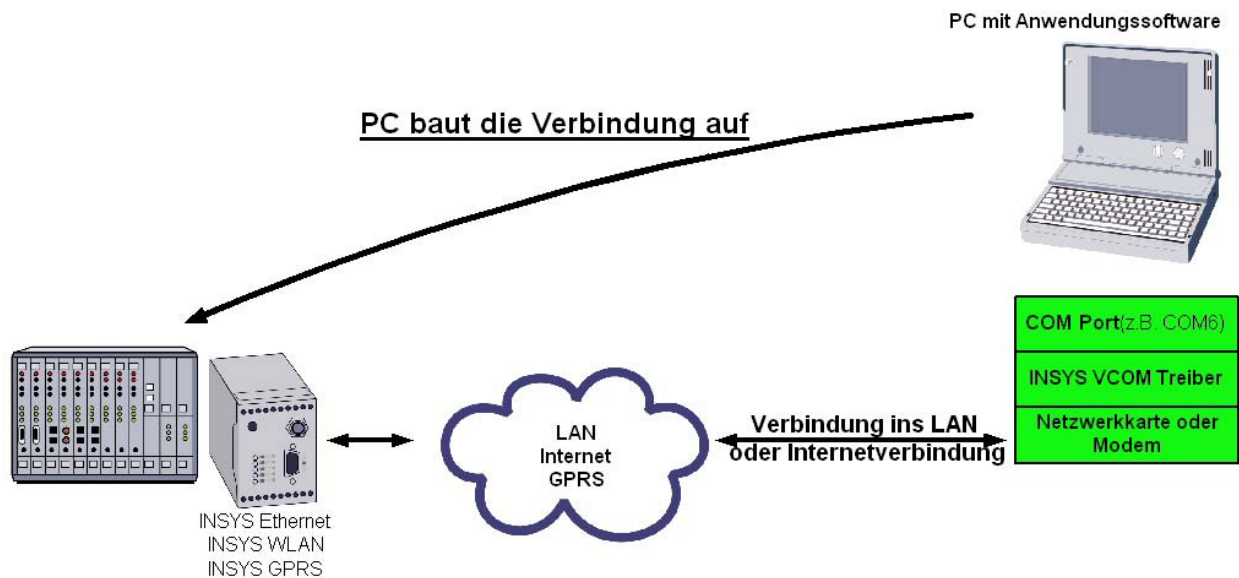 PC mit Anwendungssoftware
PC baut die Verbindung auf
COM Port(z.B. COM6)
INSYS VCOM Treiber
Netzwerkkarte oder
Modem
Verbindung ins LAN
oder Internetverbindung
LAN
Internet
GPRS
INSYS Ethernet
INSYS WLAN
INSYS GPRS